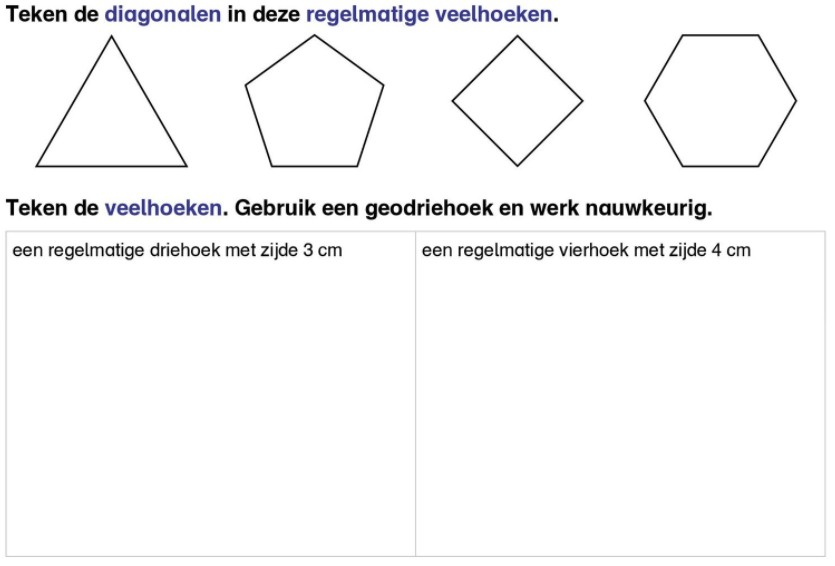 Teken de diagonalen in deze regelmatige veelhoeken.
Teken de veelhoeken. Gebruik een geodriehoek en werk nauwkeurig.
een regelmatige driehoek met zijde 3 cm
een regelmatige vierhoek met zijde 4 cm